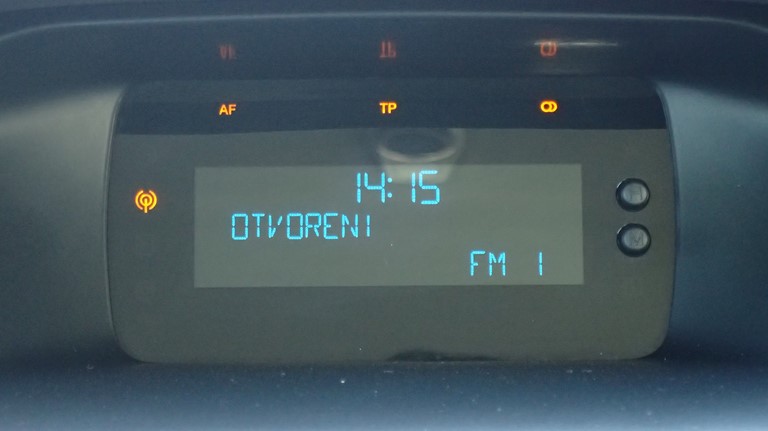 AF TP
14:15
OTVORENI
FM 1
H
M